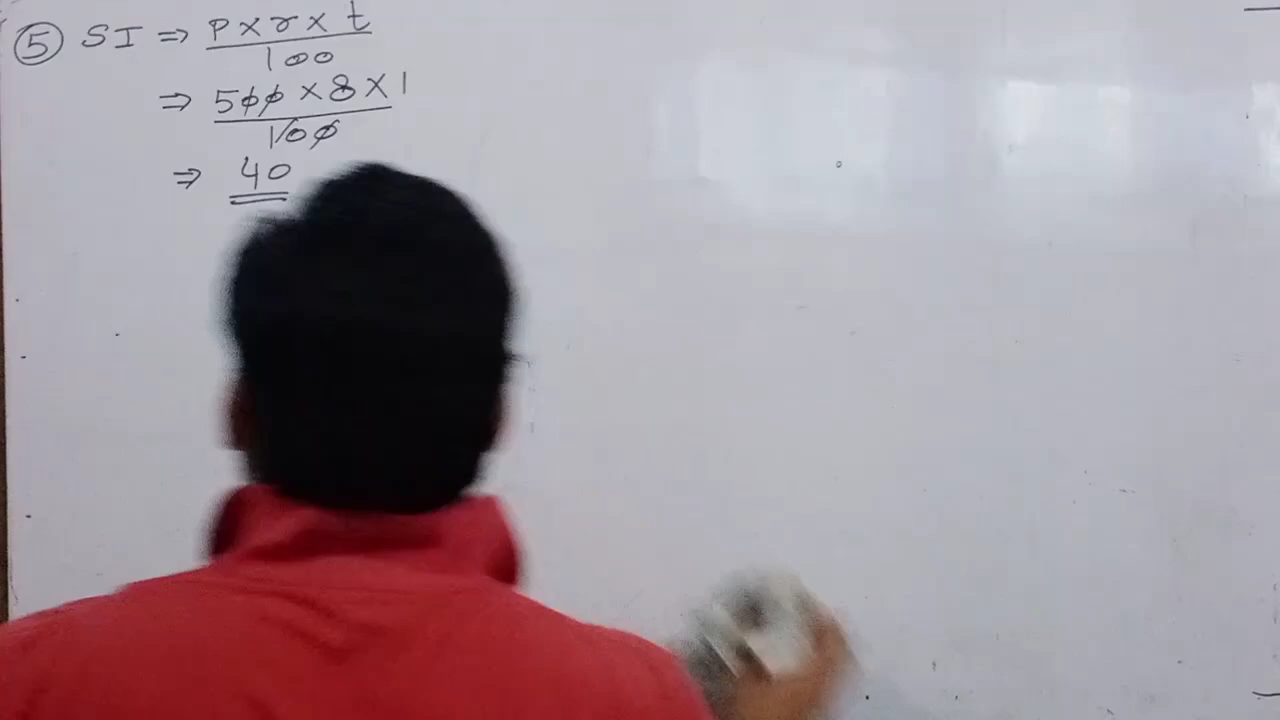 ⑤ SI ⇒ P × r × t / 100
⇒ 500 × 8 × 1 / 100
⇒ 40